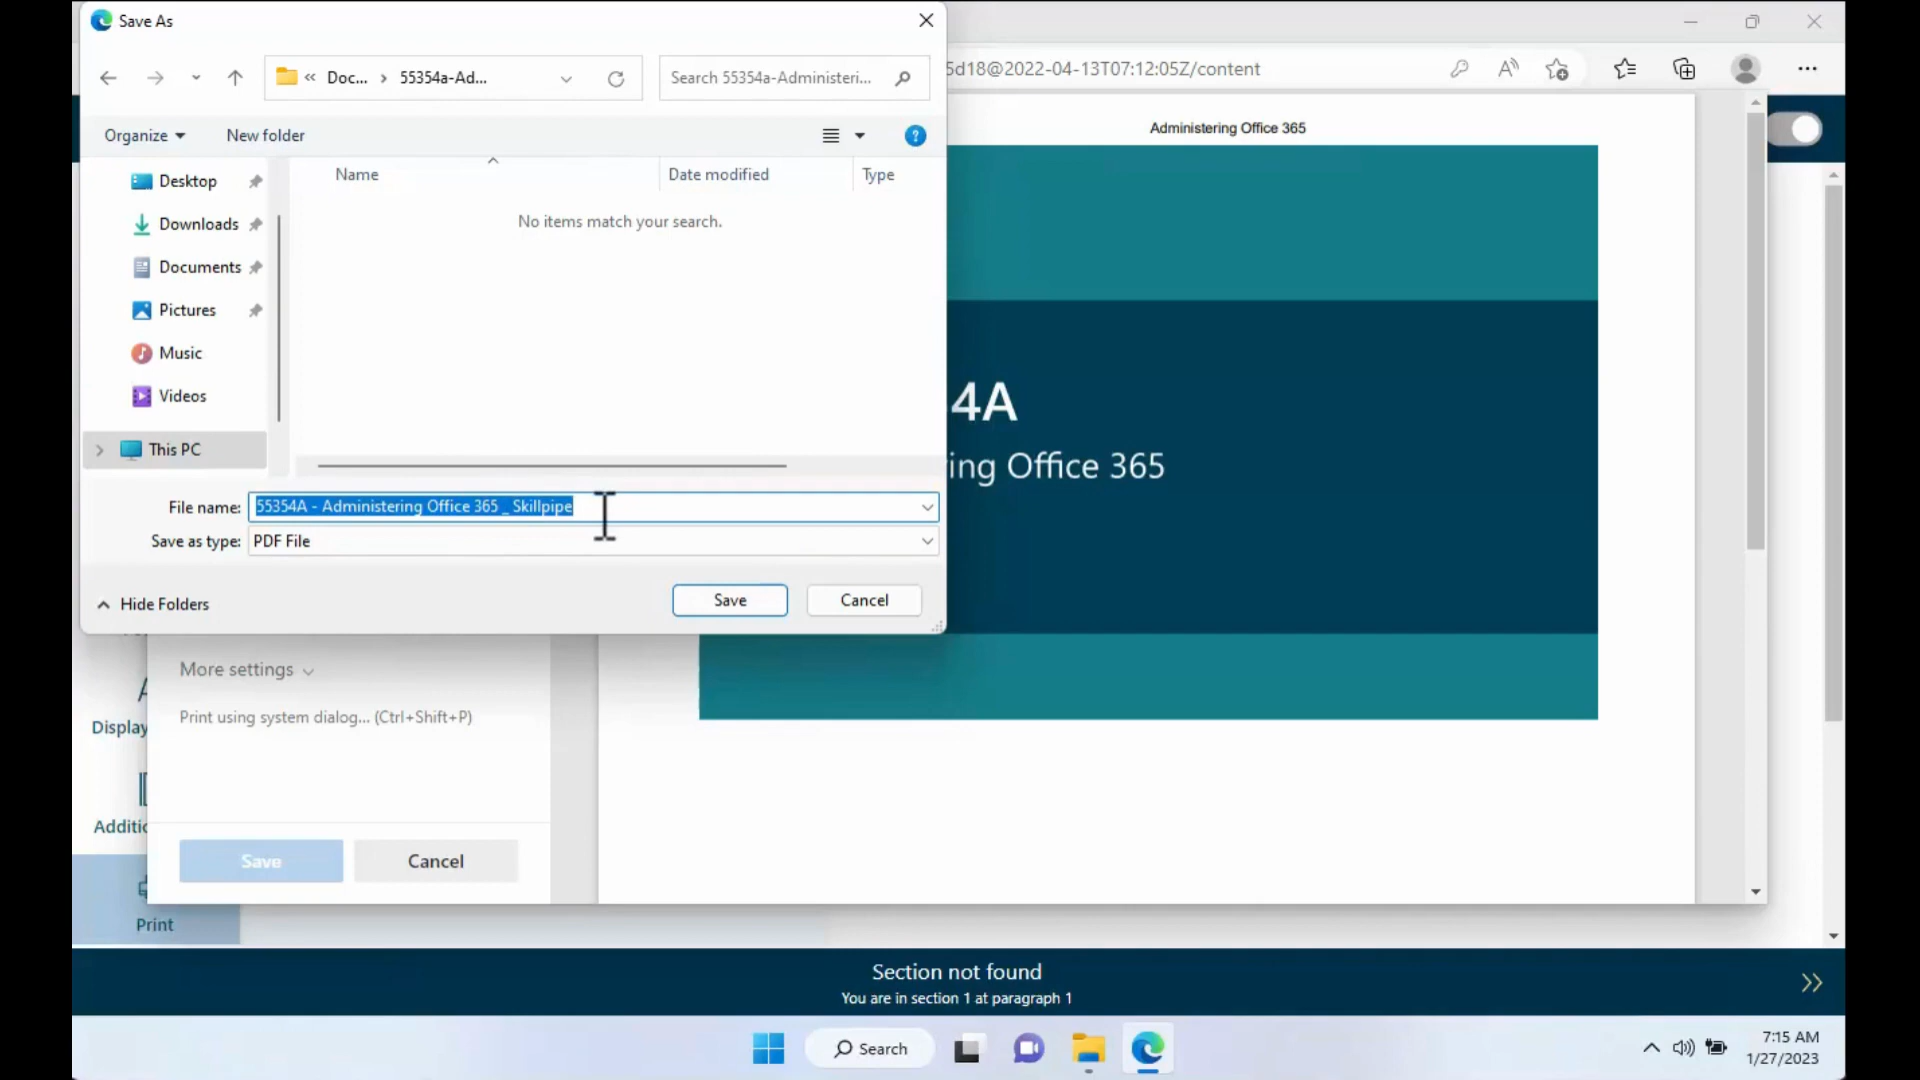 Save As
5d18@2022-04-13T07:12:05Z/content
« Doc... › 55354a-Ad...
Search 55354a-Administeri...
Organize
New folder
Administering Office 365
Name
Date modified
Type
Desktop
Downloads
Documents
Pictures
Music
Videos
This PC
No items match your search.
4A
ing Office 365
File name: 55354A - Administering Office 365 _ Skillpipe
Save as type: PDF File
Hide Folders
Save
Cancel
More settings
Print using system dialog... (Ctrl+Shift+P)
Display
Additio
Save
Cancel
Print
Section not found
You are in section 1 at paragraph 1
Search
7:15 AM
1/27/2023